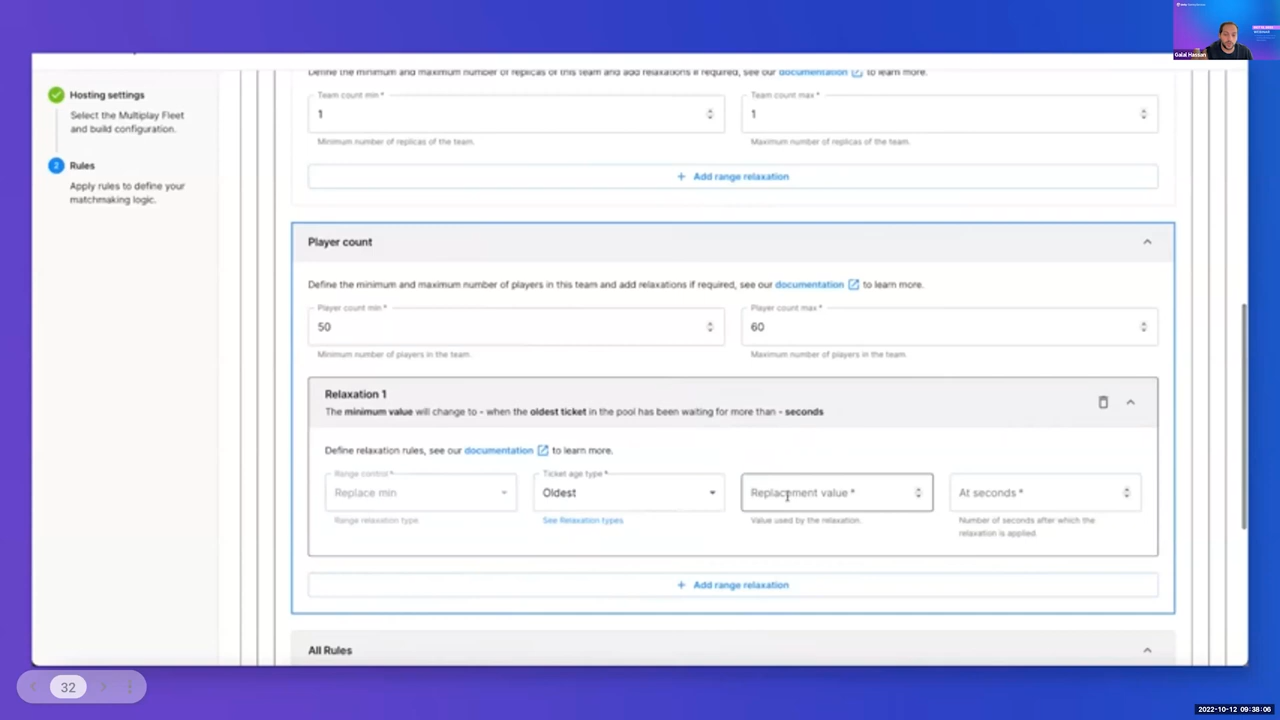 Define the minimum and maximum number of replicas of this team and add relaxations if required, see our documentation to learn more.
Hosting settings
Select the Multiplay Fleet
and build configuration.
2
Rules
Apply rules to define your
matchmaking logic.
Team count min *
1
Minimum number of replicas of the team.
Team count max *
1
Maximum number of replicas of the team.
+ Add range relaxation
Player count
Define the minimum and maximum number of players in this team and add relaxations if required, see our documentation to learn more.
Player count min *
50
Minimum number of players in the team.
Player count max *
60
Maximum number of players in the team.
Relaxation 1
The minimum value will change to - when the oldest ticket in the pool has been waiting for more than - seconds
Define relaxation rules, see our documentation to learn more.
Range control *
Replace min
Range relaxation type.
Ticket age type *
Oldest
See Relaxation types.
Replacement value *
Value used by the relaxation.
At seconds *
Number of seconds after which the
relaxation is applied.
+ Add range relaxation
All Rules
32
Galal Hassan
2022-10-12 09:38:06